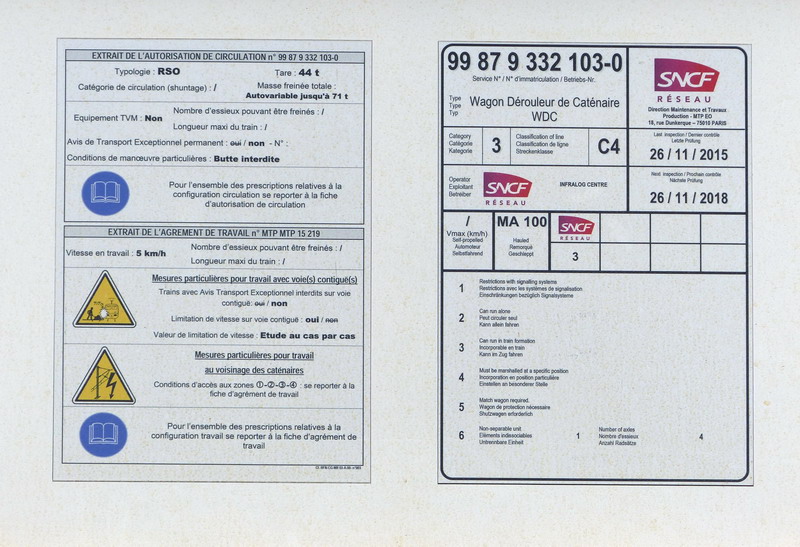 EXTRAIT DE L'AUTORISATION DE CIRCULATION n° 99 87 9 332 103-0
Typologie : RSO
Tare : 44 t
Catégorie de circulation (shuntage) : /
Masse freinée totale :
Autovariable jusqu'à 71 t
Equipement TVM : Non
Nombre d'essieux pouvant être freinés : /
Longueur maxi du train : /
Avis de Transport Exceptionnel permanent : oui / non - N° :
Conditions de manœuvre particulières : Butte interdite
Pour l'ensemble des prescriptions relatives à la
configuration circulation se reporter à la fiche
d'autorisation de circulation
EXTRAIT DE L'AGREMENT DE TRAVAIL n° MTP MTP 15 219
Vitesse en travail : 5 km/h
Nombre d'essieux pouvant être freinés : /
Longueur maxi du train : /
Mesures particulières pour travail avec voie(s) contiguë(s)
Trains avec Avis Transport Exceptionnel interdits sur voie
contiguë: oui / non
Limitation de vitesse sur voie contiguë : oui / non
Valeur de limitation de vitesse : Etude au cas par cas
Mesures particulières pour travail
au voisinage des caténaires
Conditions d'accès aux zones ①-②-③-④ : se reporter à la
fiche d'agrément de travail
Pour l'ensemble des prescriptions relatives à la
configuration travail se reporter à la fiche d'agrément de
travail
99 87 9 332 103-0
Service N° / N° d'immatriculation / Betriebs-Nr.
SNCF
RÉSEAU
Direction Maintenance et Travaux
Production - MTP EO
18, rue Dunkerque – 75010 PARIS
Type
Type
Typ
Wagon Dérouleur de Caténaire
WDC
Category
Catégorie
Kategorie
3
Classification of line
Classification de ligne
Streckenklasse
C4
Last inspection / Dernier contrôle
Letzte Prüfung
26 / 11 / 2015
Operator
Exploitant
Betreiber
SNCF
RÉSEAU
INFRALOG CENTRE
Next inspection / Prochain contrôle
Nächste Prüfung
26 / 11 / 2018
/
Vmax (km/h)
Self-propelled
Automoteur
Selbstfahrend
MA 100
Hauled
Remorqué
Geschleppt
SNCF
RÉSEAU
3
1
Restrictions with signalling systems
Restrictions avec les systèmes de signalisation
Einschränkungen bezüglich Signalsysteme
2
Can run alone
Peut circuler seul
Kann allein fahren
3
Can run in train formation
Incorporable en train
Kann im Zug fahren
4
Must be marshalled at a specific position
Incorporation en position particulière
Einstellen an besonderer Stelle
5
Match wagon required.
Wagon de protection nécessaire
Shutzwagen erforderlich
6
Non-separable unit
Eléments indissociables
Untrennbare Einheit
1
Number of axles
Nombre d'essieux
Anzahl Radsätze
4